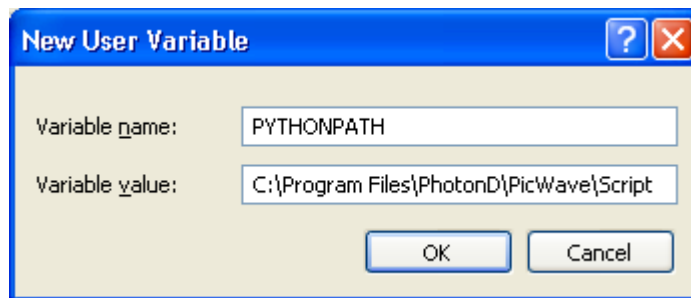 New User Variable
Variable name: PYTHONPATH
Variable value: C:\Program Files\PhotonD\PicWave\Script
OK Cancel